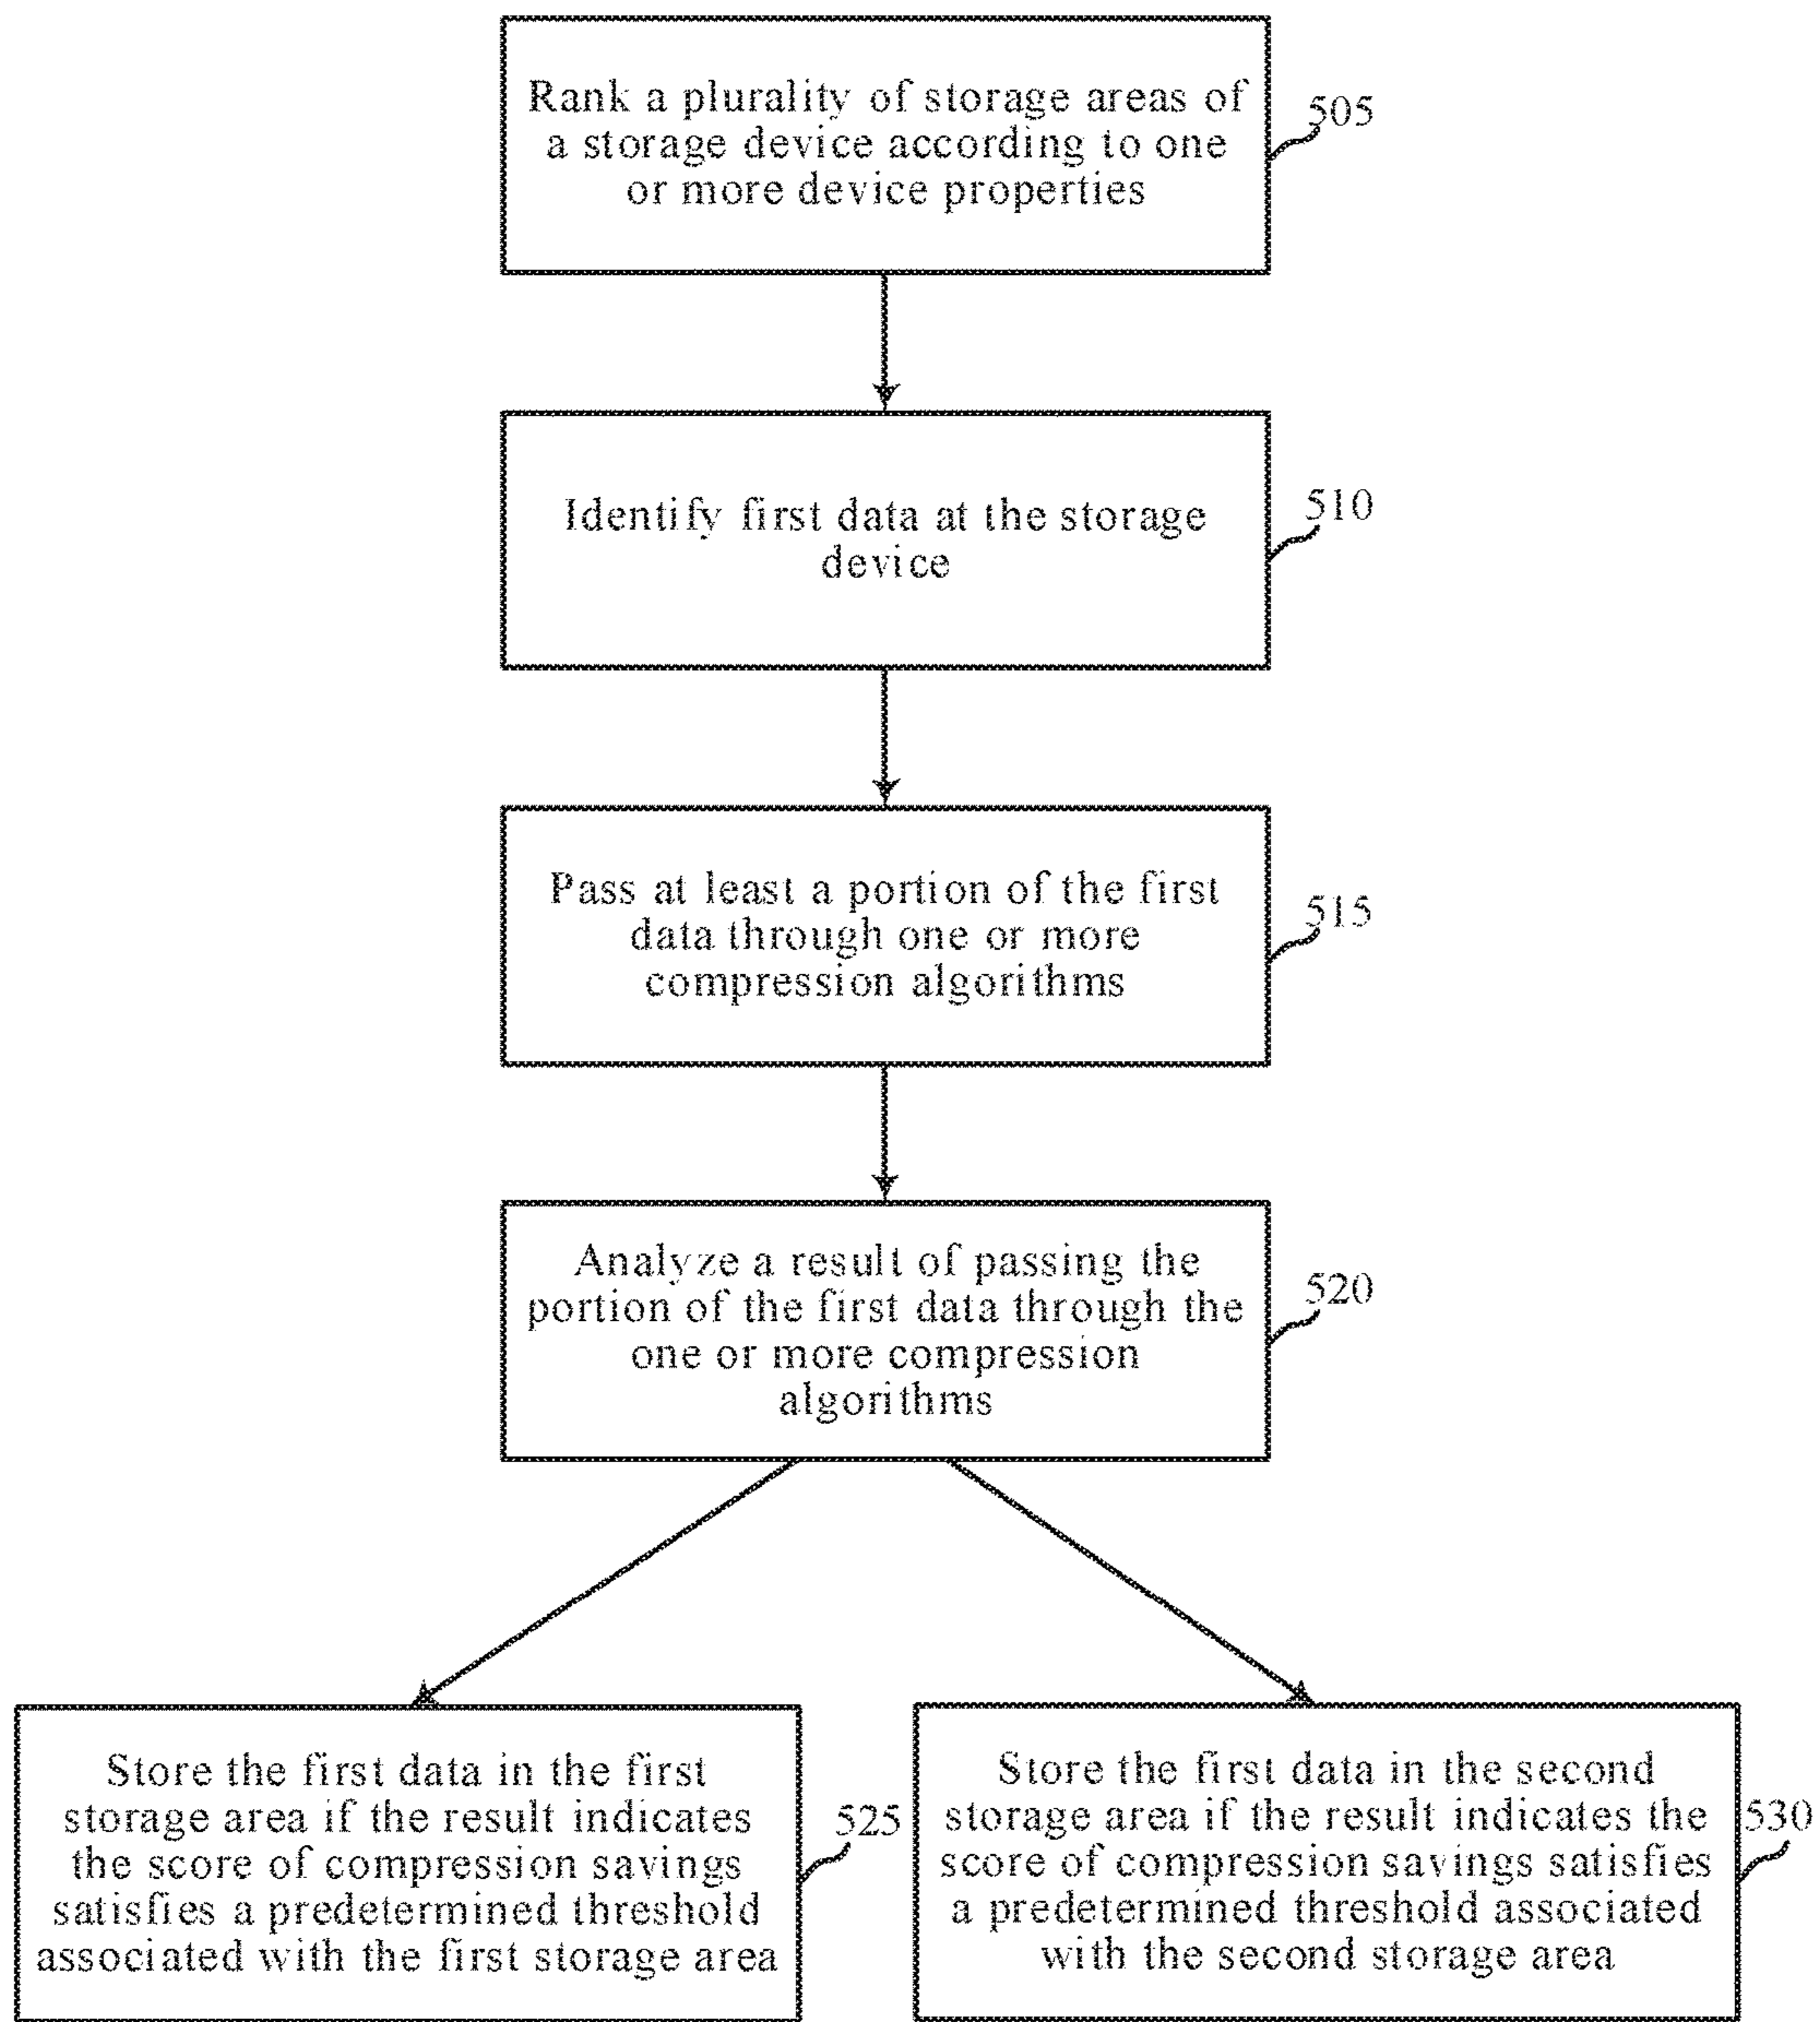 Rank a plurality of storage areas of
a storage device according to one
or more device properties
505
Identify first data at the storage
device
510
Pass at least a portion of the first
data through one or more
compression algorithms
515
Analyze a result of passing the
portion of the first data through the
one or more compression
algorithms
520
Store the first data in the first
storage area if the result indicates
the score of compression savings
satisfies a predetermined threshold
associated with the first storage area
525
Store the first data in the second
storage area if the result indicates the
score of compression savings satisfies
a predetermined threshold associated
with the second storage area
530